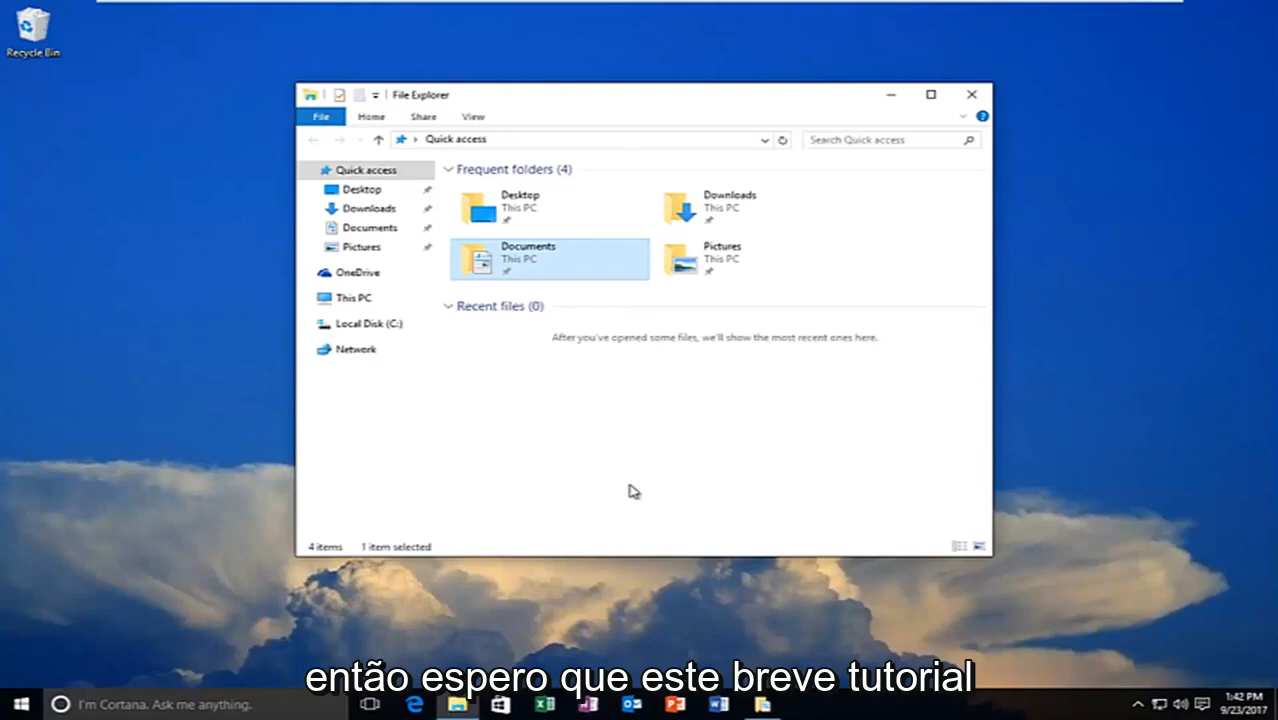 Recycle Bin
File Explorer
File Home Share View
Quick access
Search Quick access
Quick access
Desktop
Downloads
Documents
Pictures
OneDrive
This PC
Local Disk (C:)
Network
Frequent folders (4)
Desktop
This PC
Downloads
This PC
Documents
This PC
Pictures
This PC
Recent files (0)
After you've opened some files, we'll show the most recent ones here.
4 items 1 item selected
então espero que este breve tutorial
I'm Cortana. Ask me anything.
1:42 PM
9/23/2017